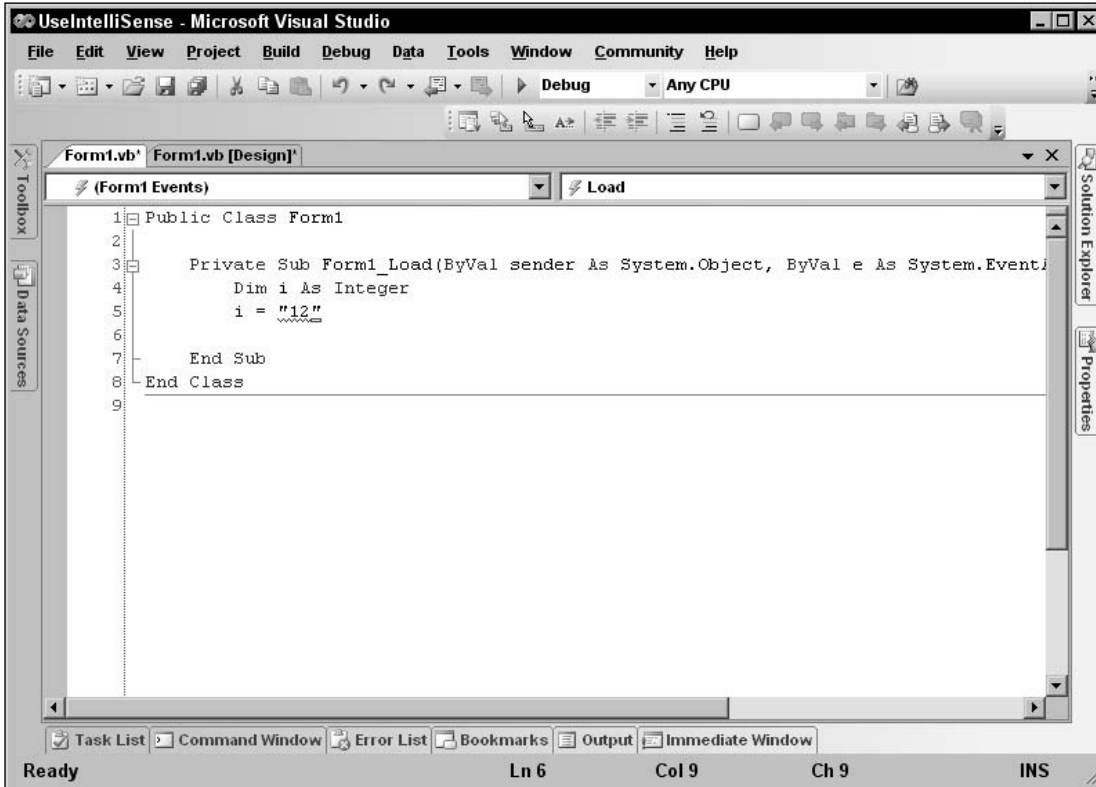 UseIntelliSense - Microsoft Visual Studio
File Edit View Project Build Debug Data Tools Window Community Help
Debug Any CPU
Toolbox
Data Sources
Form1.vb* Form1.vb [Design]*
(Form1 Events) Load
1 Public Class Form1
2
3 Private Sub Form1_Load(ByVal sender As System.Object, ByVal e As System.EventA
4 Dim i As Integer
5 i = "12"
6
7 End Sub
8 End Class
9
Solution Explorer
Properties
Task List Command Window Error List Bookmarks Output Immediate Window
Ready Ln 6 Col 9 Ch 9 INS